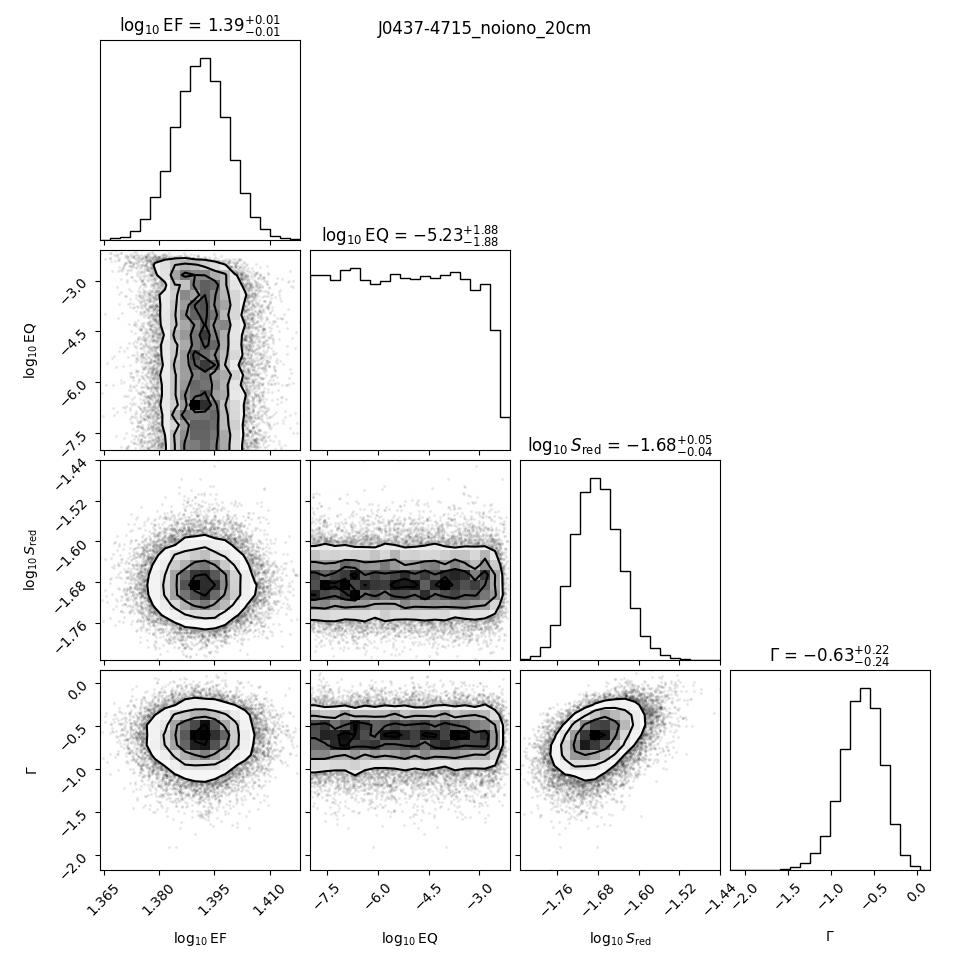 log₁₀ EF = 1.39⁺⁰·⁰¹₋₀.₀₁
J0437-4715_noiono_20cm
log₁₀ EQ = −5.23⁺¹·⁸⁸₋₁.₈₈
log₁₀ EQ
−3.0
−4.5
−6.0
−7.5
log₁₀ S_red = −1.68⁺⁰·⁰⁵₋₀.₀₄
log₁₀ S_red
−1.44
−1.52
−1.60
−1.68
−1.76
Γ = −0.63⁺⁰·²²₋₀.₂₄
Γ
0.0
−0.5
−1.0
−1.5
−2.0
1.365 1.380 1.395 1.410
−7.5 −6.0 −4.5 −3.0
−1.76 −1.68 −1.60 −1.52 −1.44
−2.0 −1.5 −1.0 −0.5 0.0
log₁₀ EF
log₁₀ EQ
log₁₀ S_red
Γ